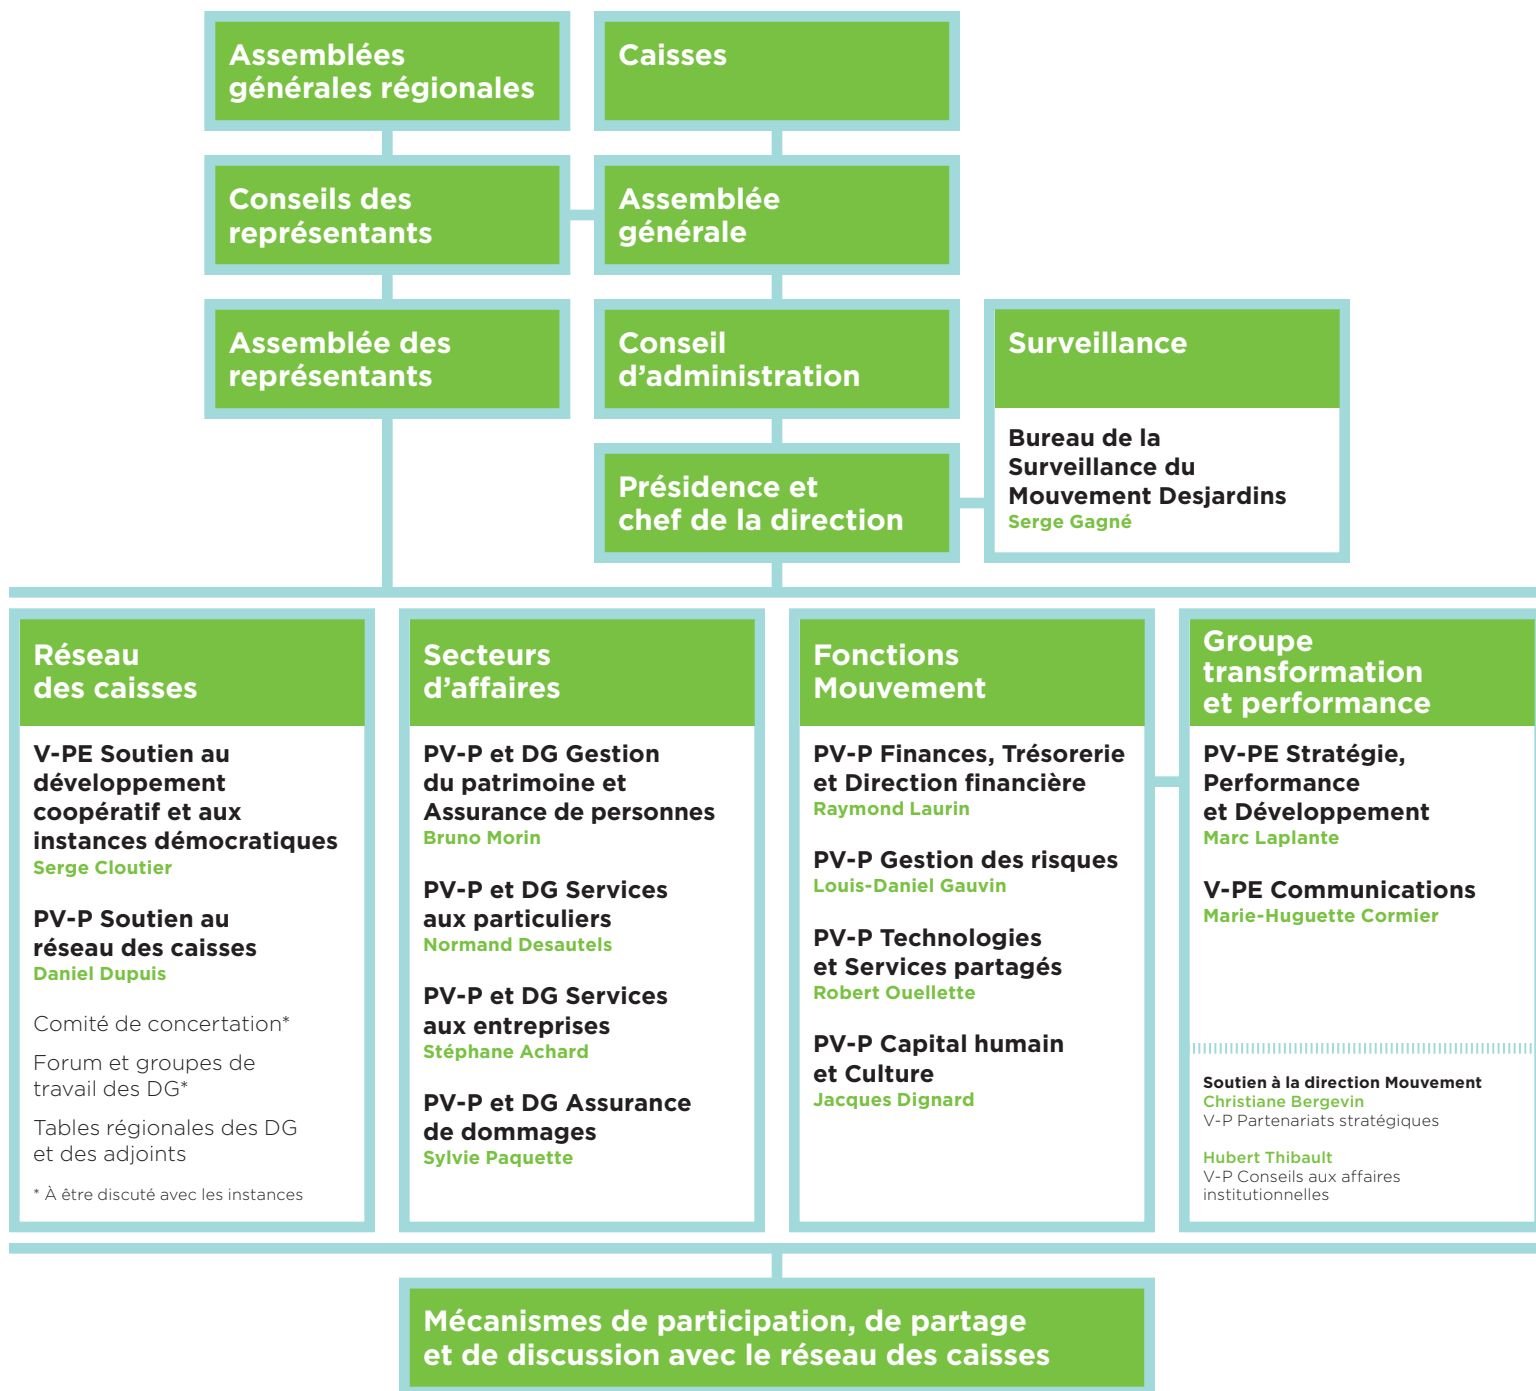 Assemblées
générales régionales
Caisses
Conseils des
représentants
Assemblée
générale
Assemblée des
représentants
Conseil
d’administration
Surveillance
Bureau de la
Surveillance du
Mouvement Desjardins
Serge Gagné
Présidence et
chef de la direction
Réseau
des caisses
V-PE Soutien au
développement
coopératif et aux
instances démocratiques
Serge Cloutier
PV-P Soutien au
réseau des caisses
Daniel Dupuis
Comité de concertation*
Forum et groupes de
travail des DG*
Tables régionales des DG
et des adjoints
* À être discuté avec les instances
Secteurs
d’affaires
PV-P et DG Gestion
du patrimoine et
Assurance de personnes
Bruno Morin
PV-P et DG Services
aux particuliers
Normand Desautels
PV-P et DG Services
aux entreprises
Stéphane Achard
PV-P et DG Assurance
de dommages
Sylvie Paquette
Fonctions
Mouvement
PV-P Finances, Trésorerie
et Direction financière
Raymond Laurin
PV-P Gestion des risques
Louis-Daniel Gauvin
PV-P Technologies
et Services partagés
Robert Ouellette
PV-P Capital humain
et Culture
Jacques Dignard
Groupe
transformation
et performance
PV-PE Stratégie,
Performance
et Développement
Marc Laplante
V-PE Communications
Marie-Huguette Cormier
Soutien à la direction Mouvement
Christiane Bergevin
V-P Partenariats stratégiques
Hubert Thibault
V-P Conseils aux affaires
institutionnelles
Mécanismes de participation, de partage
et de discussion avec le réseau des caisses